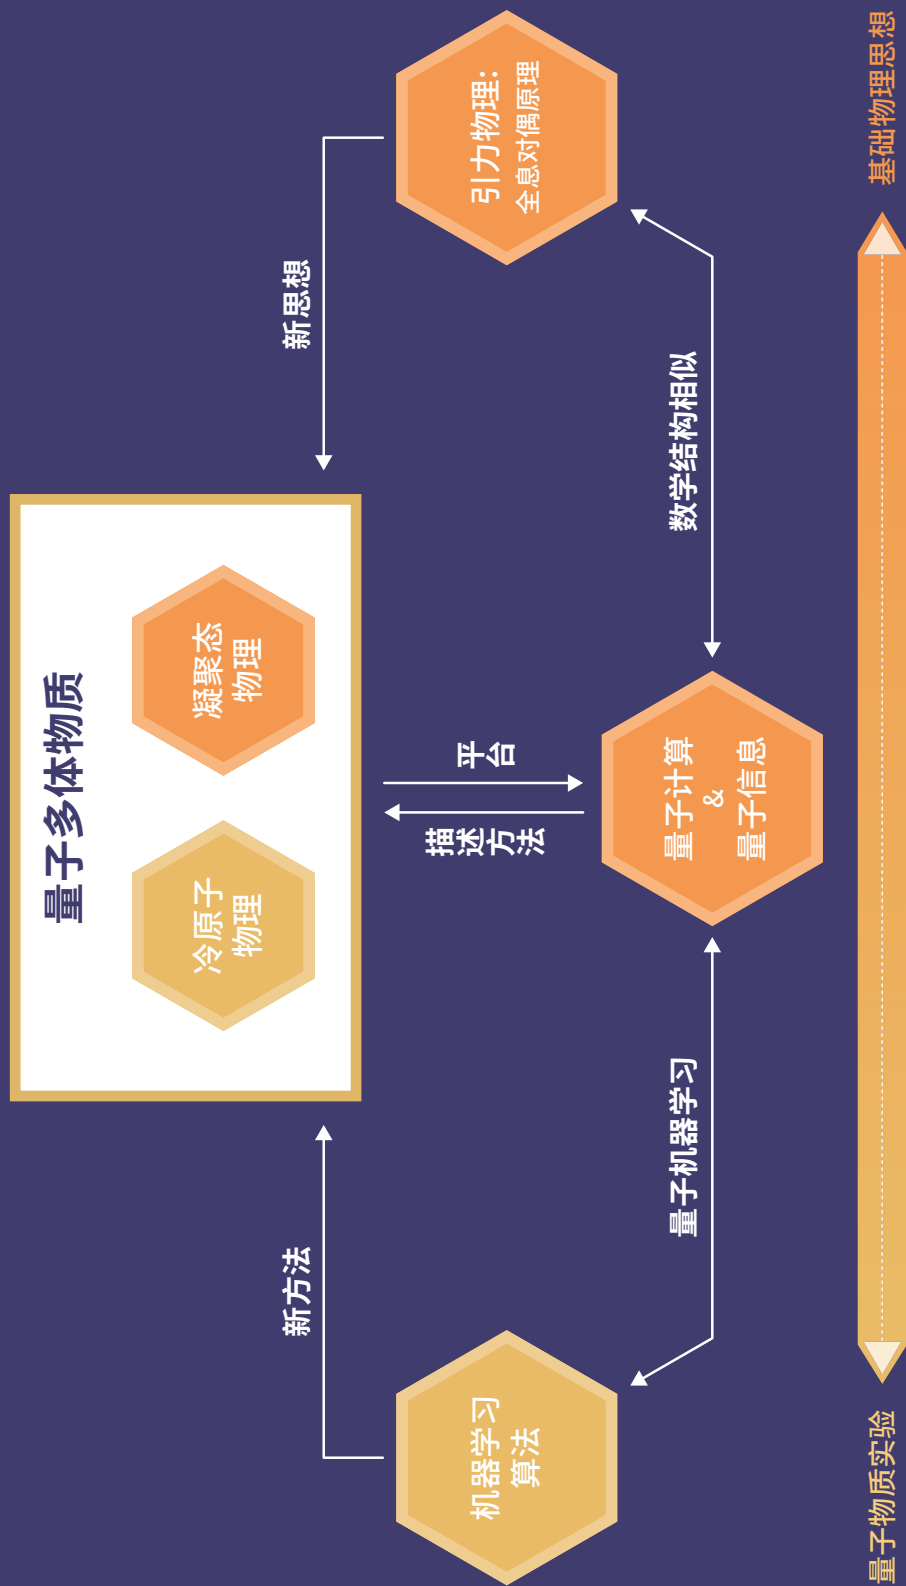 量子多体物质
冷原子
物理
凝聚态
物理
新方法
新思想
描述方法
平台
机器学习
算法
引力物理:
全息对偶原理
量子机器学习
数学结构相似
量子计算
&
量子信息
量子物质实验
基础物理思想